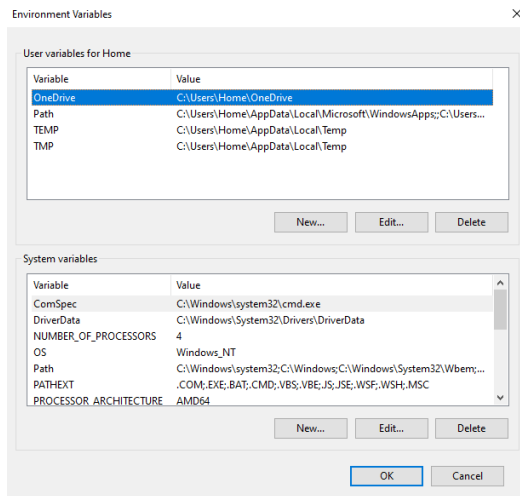 Environment Variables
User variables for Home
Variable Value
OneDrive C:\Users\Home\OneDrive
Path C:\Users\Home\AppData\Local\Microsoft\WindowsApps;;C:\Users...
TEMP C:\Users\Home\AppData\Local\Temp
TMP C:\Users\Home\AppData\Local\Temp
New... Edit... Delete
System variables
Variable Value
ComSpec C:\Windows\system32\cmd.exe
DriverData C:\Windows\System32\Drivers\DriverData
NUMBER_OF_PROCESSORS 4
OS Windows_NT
Path C:\Windows\system32;C:\Windows;C:\Windows\System32\Wbem;...
PATHEXT .COM;.EXE;.BAT;.CMD;.VBS;.VBE;.JS;.JSE;.WSF;.WSH;.MSC
PROCESSOR_ARCHITECTURE AMD64
New... Edit... Delete
OK Cancel